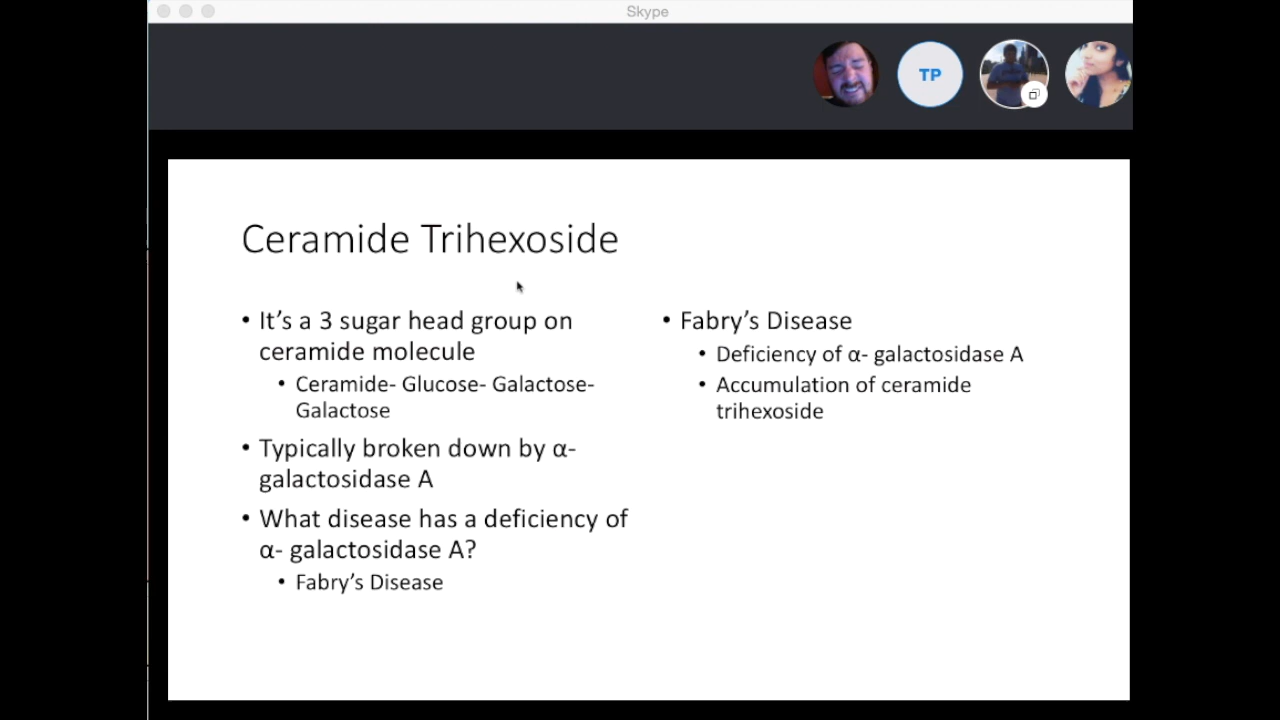 Skype
TP
Ceramide Trihexoside
• It's a 3 sugar head group on
ceramide molecule
• Ceramide- Glucose- Galactose-
Galactose
• Typically broken down by α-
galactosidase A
• What disease has a deficiency of
α- galactosidase A?
• Fabry's Disease
• Fabry's Disease
• Deficiency of α- galactosidase A
• Accumulation of ceramide
trihexoside